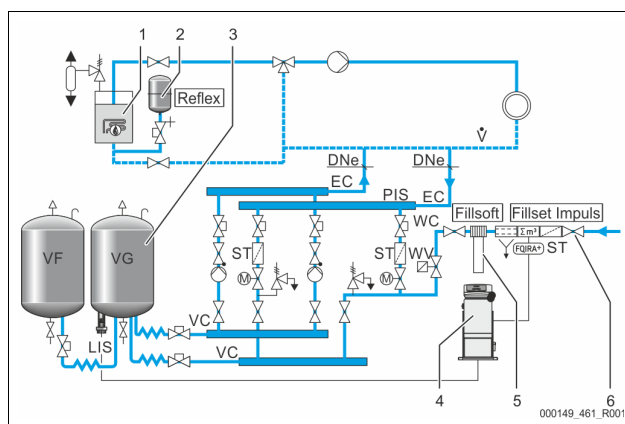 1
2
3
Reflex
V̇
DNe
DNe
EC
PIS
EC
WC
Fillsoft
Fillset Impuls
Σm³
FQIRA+
ST
ST
ST
WV
M
M
VF
VG
VC
VC
LIS
4
5
6
000149_461_R001